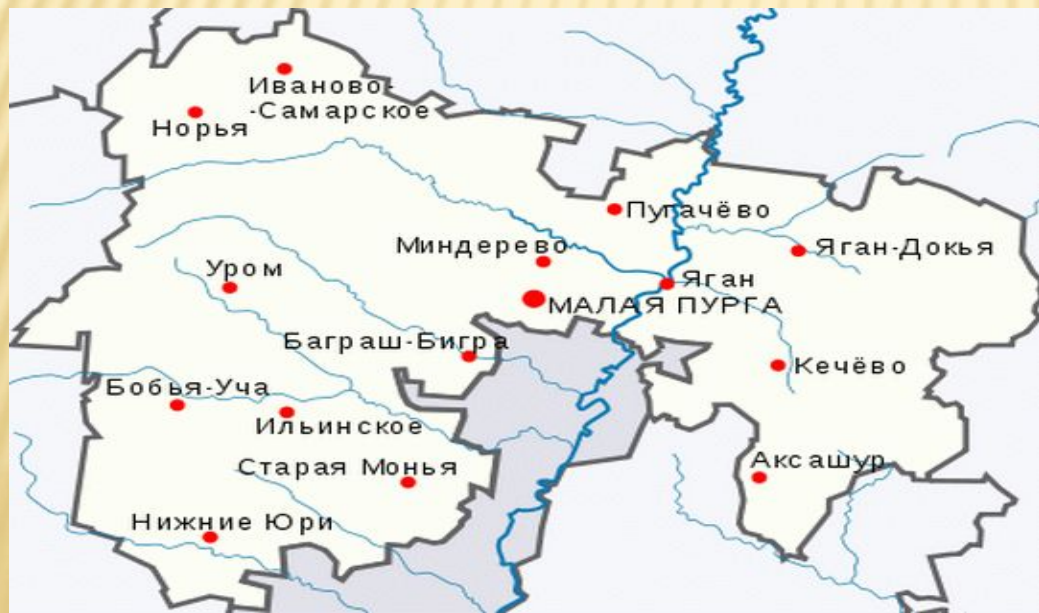 Иваново-
-Самарское
Норья
Пугачёво
Миндерево
Яган-Докья
Уром
Яган
МАЛАЯ ПУРГА
Баграш-Бигра
Кечёво
Бобья-Уча
Ильинское
Аксашур
Старая Монья
Нижние Юри